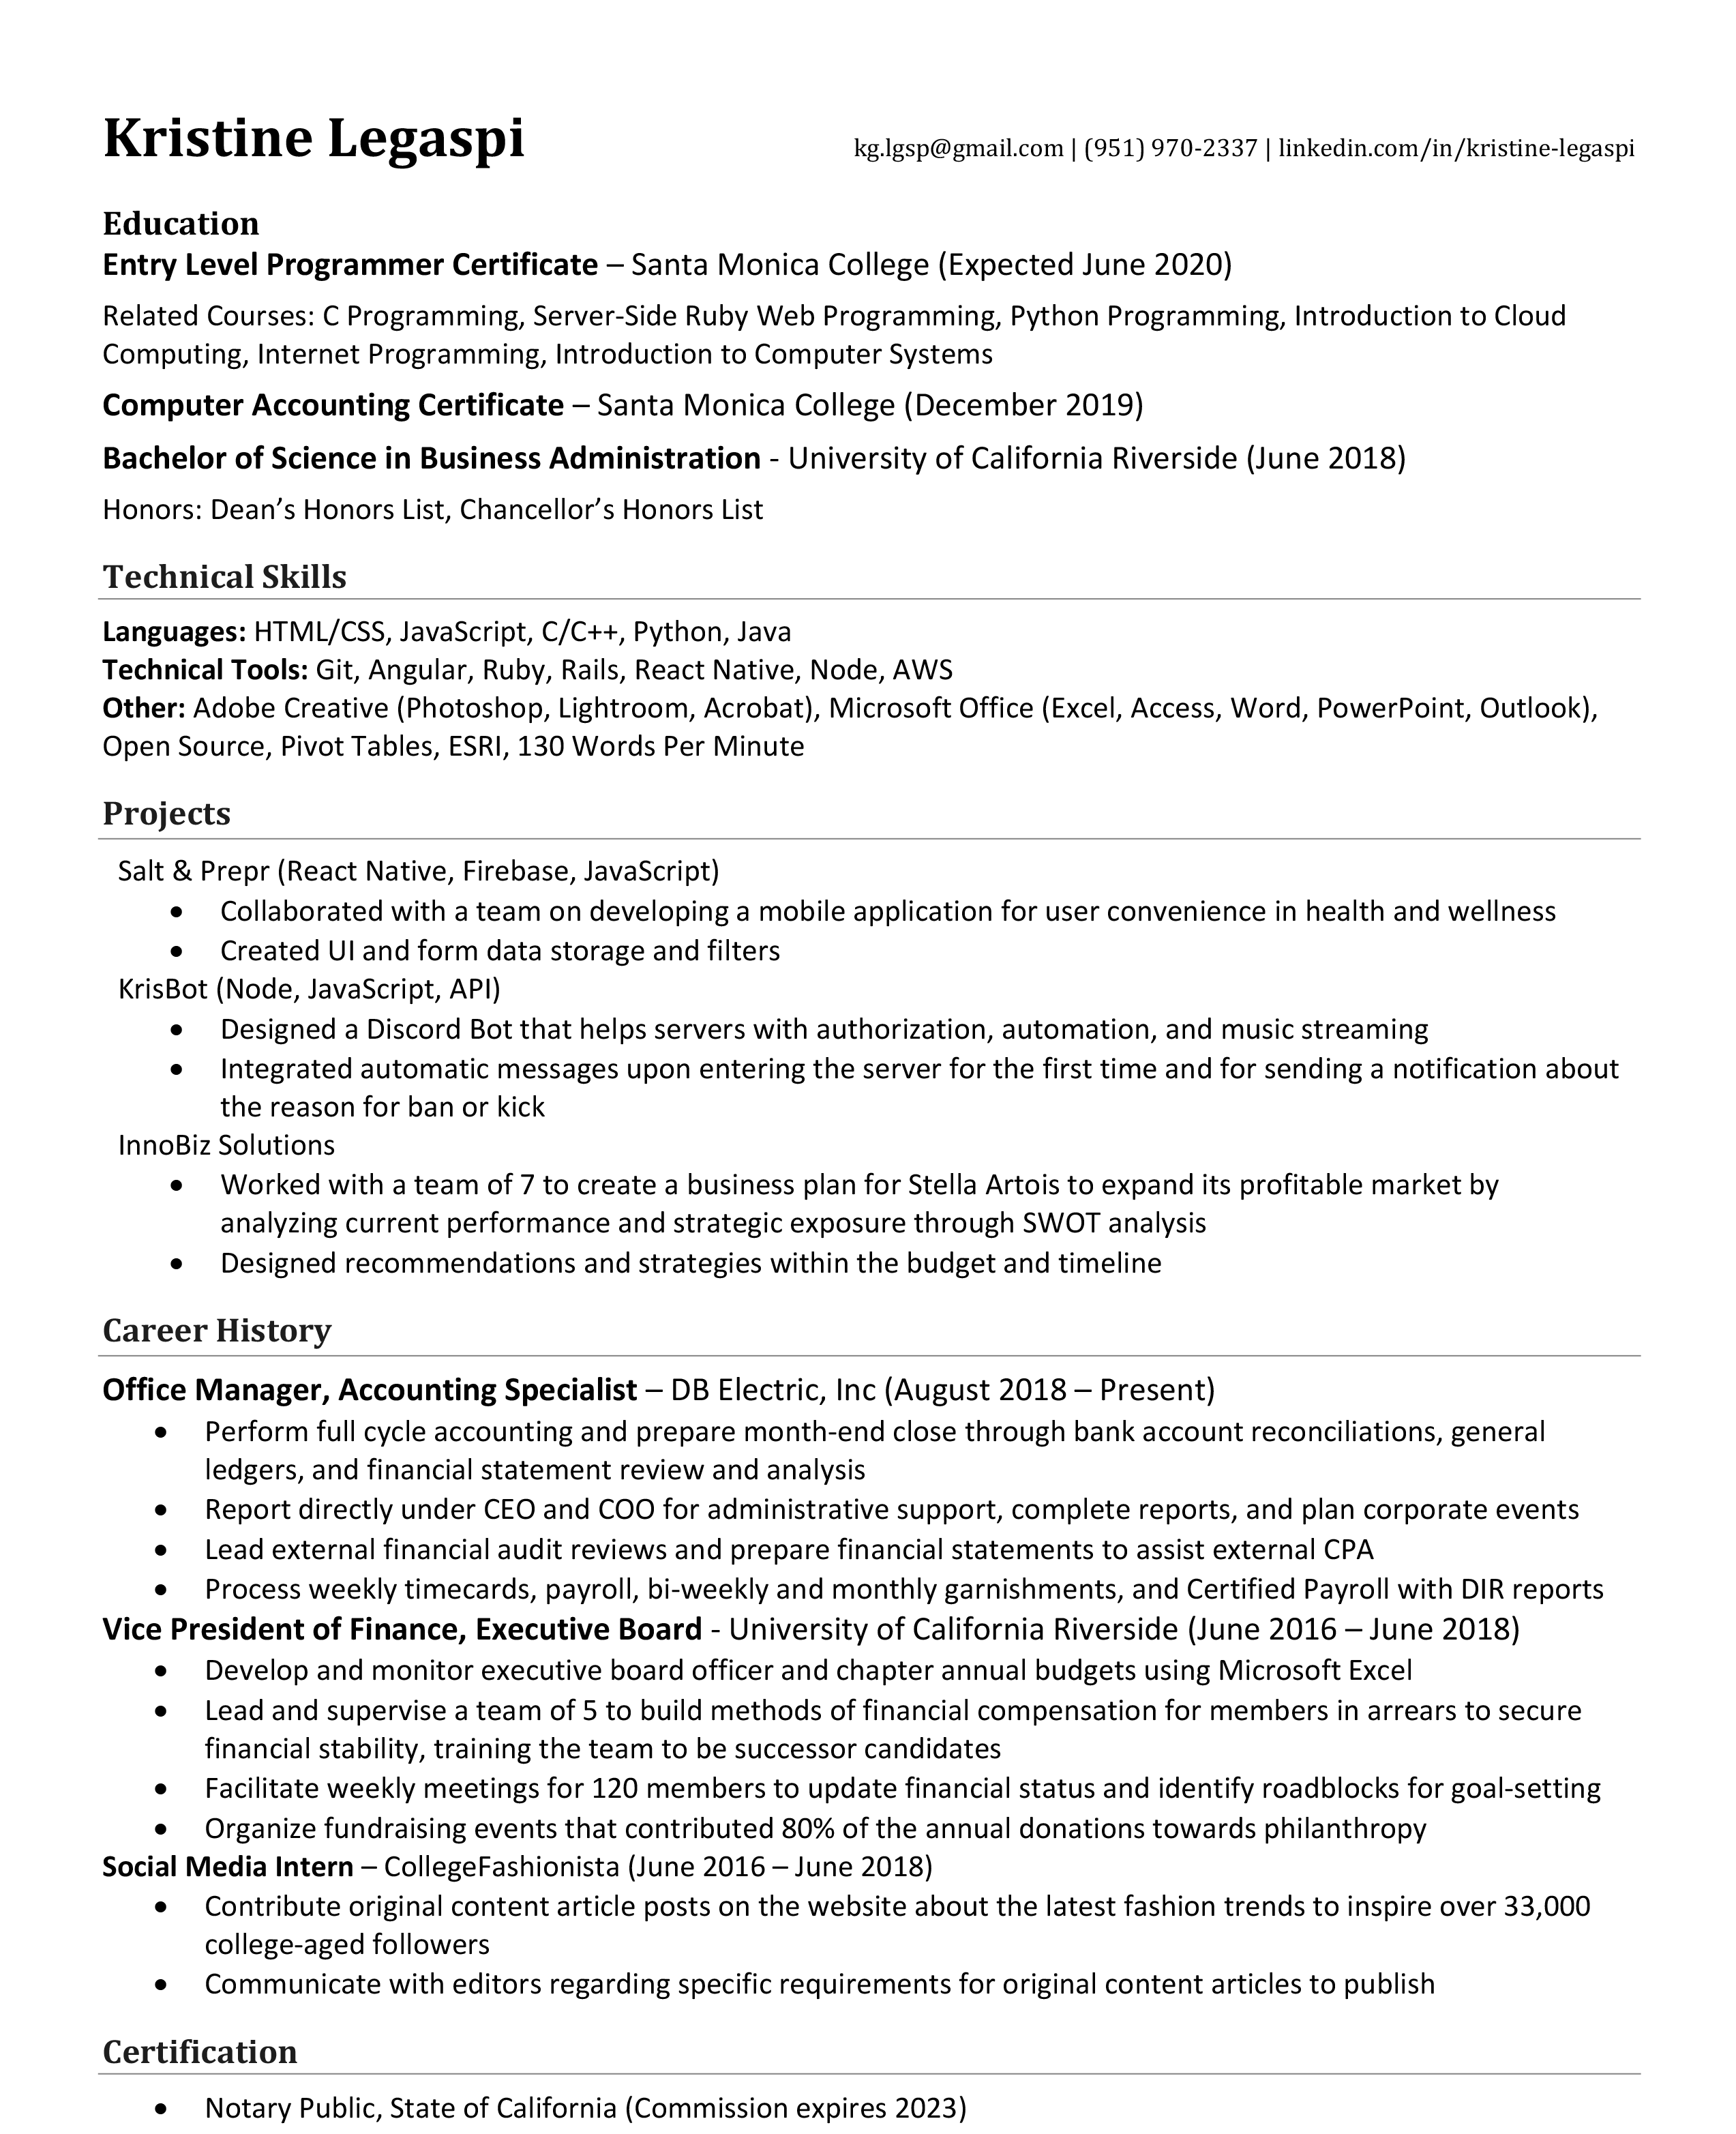 Kristine Legaspi
kg.lgsp@gmail.com | (951) 970-2337 | linkedin.com/in/kristine-legaspi
Education
Entry Level Programmer Certificate – Santa Monica College (Expected June 2020)
Related Courses: C Programming, Server-Side Ruby Web Programming, Python Programming, Introduction to Cloud
Computing, Internet Programming, Introduction to Computer Systems
Computer Accounting Certificate – Santa Monica College (December 2019)
Bachelor of Science in Business Administration - University of California Riverside (June 2018)
Honors: Dean’s Honors List, Chancellor’s Honors List
Technical Skills
Languages: HTML/CSS, JavaScript, C/C++, Python, Java
Technical Tools: Git, Angular, Ruby, Rails, React Native, Node, AWS
Other: Adobe Creative (Photoshop, Lightroom, Acrobat), Microsoft Office (Excel, Access, Word, PowerPoint, Outlook),
Open Source, Pivot Tables, ESRI, 130 Words Per Minute
Projects
Salt & Prepr (React Native, Firebase, JavaScript)
• Collaborated with a team on developing a mobile application for user convenience in health and wellness
• Created UI and form data storage and filters
KrisBot (Node, JavaScript, API)
• Designed a Discord Bot that helps servers with authorization, automation, and music streaming
• Integrated automatic messages upon entering the server for the first time and for sending a notification about
the reason for ban or kick
InnoBiz Solutions
• Worked with a team of 7 to create a business plan for Stella Artois to expand its profitable market by
analyzing current performance and strategic exposure through SWOT analysis
• Designed recommendations and strategies within the budget and timeline
Career History
Office Manager, Accounting Specialist – DB Electric, Inc (August 2018 – Present)
• Perform full cycle accounting and prepare month-end close through bank account reconciliations, general
ledgers, and financial statement review and analysis
• Report directly under CEO and COO for administrative support, complete reports, and plan corporate events
• Lead external financial audit reviews and prepare financial statements to assist external CPA
• Process weekly timecards, payroll, bi-weekly and monthly garnishments, and Certified Payroll with DIR reports
Vice President of Finance, Executive Board - University of California Riverside (June 2016 – June 2018)
• Develop and monitor executive board officer and chapter annual budgets using Microsoft Excel
• Lead and supervise a team of 5 to build methods of financial compensation for members in arrears to secure
financial stability, training the team to be successor candidates
• Facilitate weekly meetings for 120 members to update financial status and identify roadblocks for goal-setting
• Organize fundraising events that contributed 80% of the annual donations towards philanthropy
Social Media Intern – CollegeFashionista (June 2016 – June 2018)
• Contribute original content article posts on the website about the latest fashion trends to inspire over 33,000
college-aged followers
• Communicate with editors regarding specific requirements for original content articles to publish
Certification
• Notary Public, State of California (Commission expires 2023)